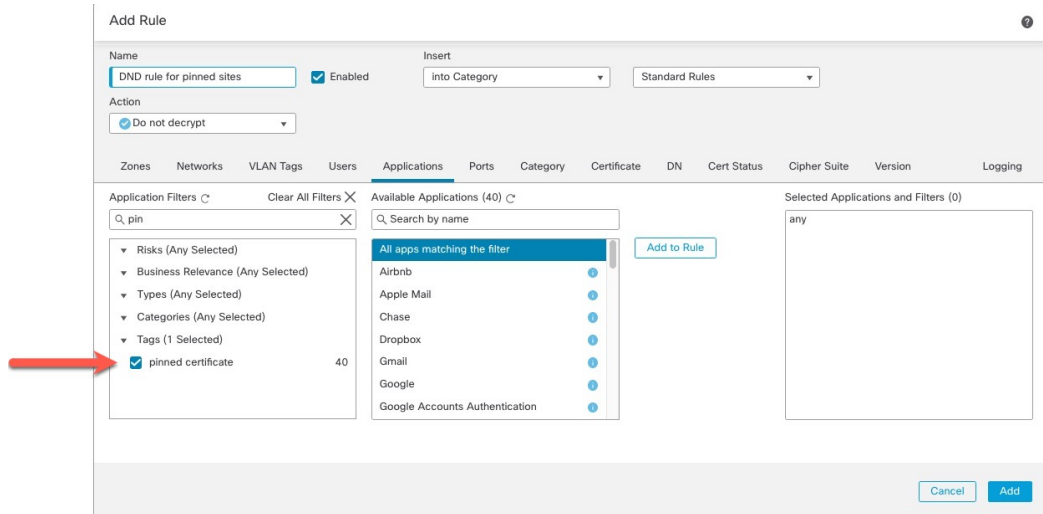 Add Rule
Name
Insert
DND rule for pinned sites
Enabled
into Category
Standard Rules
Action
Do not decrypt
Zones Networks VLAN Tags Users Applications Ports Category Certificate DN Cert Status Cipher Suite Version Logging
Application Filters Clear All Filters
Available Applications (40)
Selected Applications and Filters (0)
pin
Search by name
any
Risks (Any Selected)
Business Relevance (Any Selected)
Types (Any Selected)
Categories (Any Selected)
Tags (1 Selected)
pinned certificate 40
All apps matching the filter
Airbnb
Apple Mail
Chase
Dropbox
Gmail
Google
Google Accounts Authentication
Add to Rule
Cancel
Add